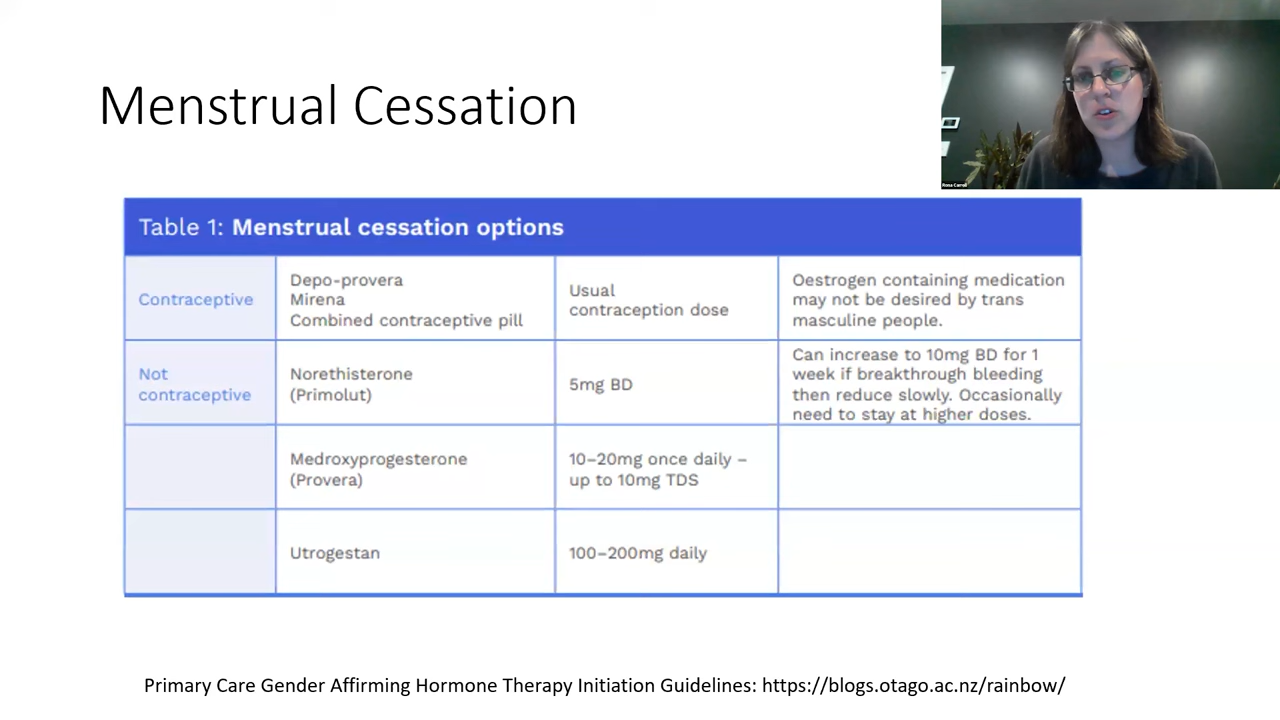 Menstrual Cessation
Rosa Carroll
Table 1: Menstrual cessation options
Contraceptive
Depo-provera
Mirena
Combined contraceptive pill
Usual
contraception dose
Oestrogen containing medication
may not be desired by trans
masculine people.
Not
contraceptive
Norethisterone
(Primolut)
5mg BD
Can increase to 10mg BD for 1
week if breakthrough bleeding
then reduce slowly. Occasionally
need to stay at higher doses.
Medroxyprogesterone
(Provera)
10–20mg once daily –
up to 10mg TDS
Utrogestan
100–200mg daily
Primary Care Gender Affirming Hormone Therapy Initiation Guidelines: https://blogs.otago.ac.nz/rainbow/